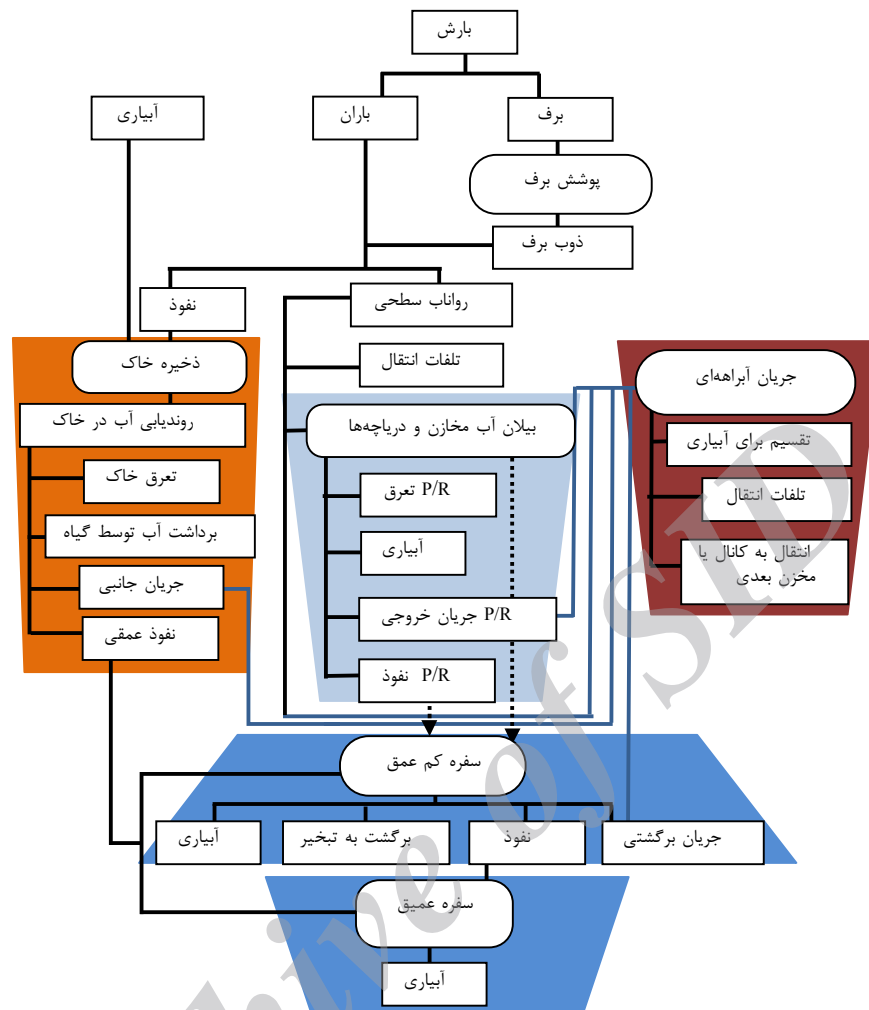 بارش
برف
باران
آبیاری
پوشش برف
ذوب برف
نفوذ
رواناب سطحی
ذخیره خاک
تلفات انتقال
جریان آبراهه‌ای
روندیابی آب در خاک
بیلان آب مخازن و دریاچه‌ها
تقسیم برای آبیاری
تعرق خاک
تعرق P/R
تلفات انتقال
برداشت آب توسط گیاه
آبیاری
انتقال به کانال یا
مخزن بعدی
جریان جانبی
جریان خروجی P/R
نفوذ عمقی
نفوذ P/R
سفره کم عمق
جریان برگشتی
نفوذ
برگشت به تبخیر
آبیاری
سفره عمیق
آبیاری
ive of SID